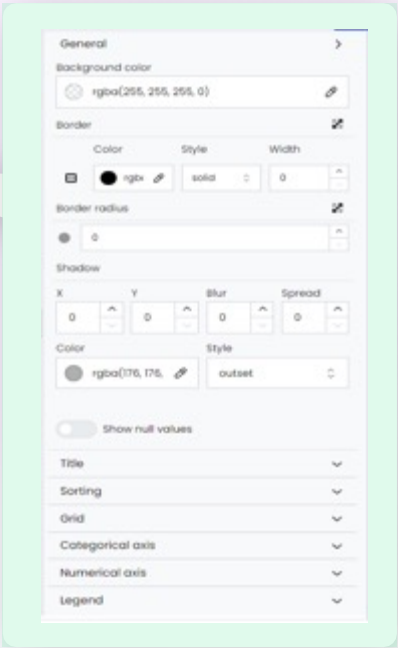 General
Background color
rgba(255, 255, 255, 0)
Border
Color Style Width
rgb solid 0
Border radius
0
Shadow
X Y Blur Spread
0 0 0 0
Color Style
rgba(176, 176, outset
Show null values
Title
Sorting
Grid
Categorical axis
Numerical axis
Legend